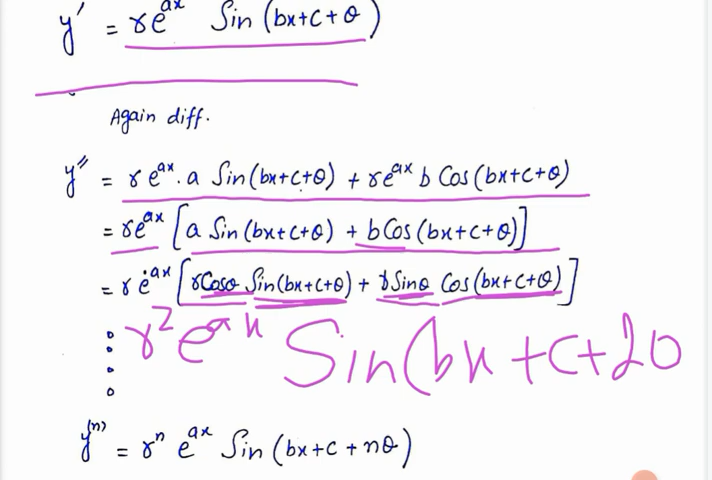 y' = re^ax Sin (bx+c+θ)
Again diff.
y'' = re^ax. a Sin(bx+c+θ) + re^ax b Cos(bx+c+θ)
= re^ax [a Sin(bx+c+θ) + b Cos(bx+c+θ)]
= re^ax [rCosθ Sin(bx+c+θ) + rSinθ Cos(bx+c+θ)]
r^2 e^ax Sin(bx+c+2θ
y^(n) = r^n e^ax Sin (bx+c+nθ)